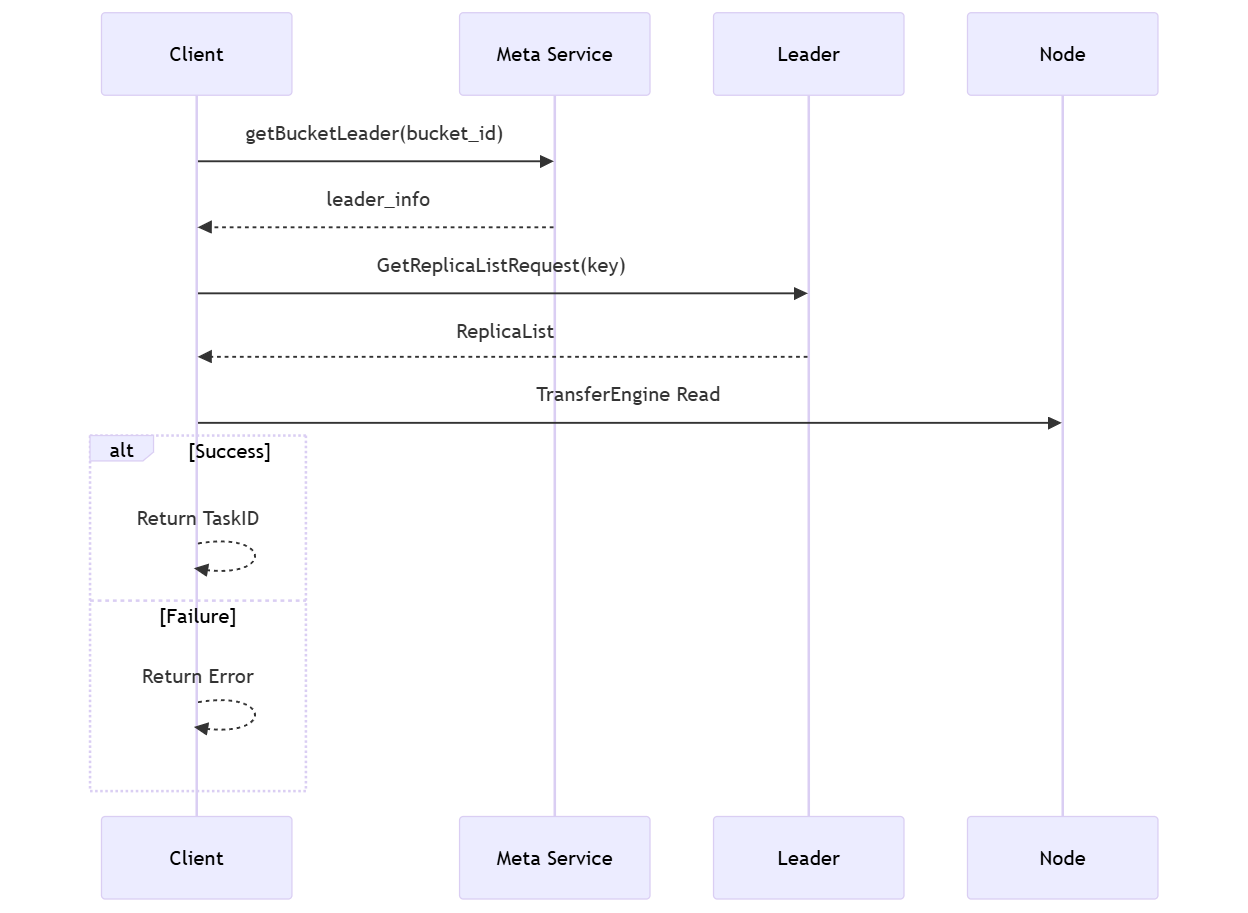 Client
Meta Service
Leader
Node
getBucketLeader(bucket_id)
leader_info
GetReplicaListRequest(key)
ReplicaList
TransferEngine Read
alt
[Success]
Return TaskID
[Failure]
Return Error
Client
Meta Service
Leader
Node